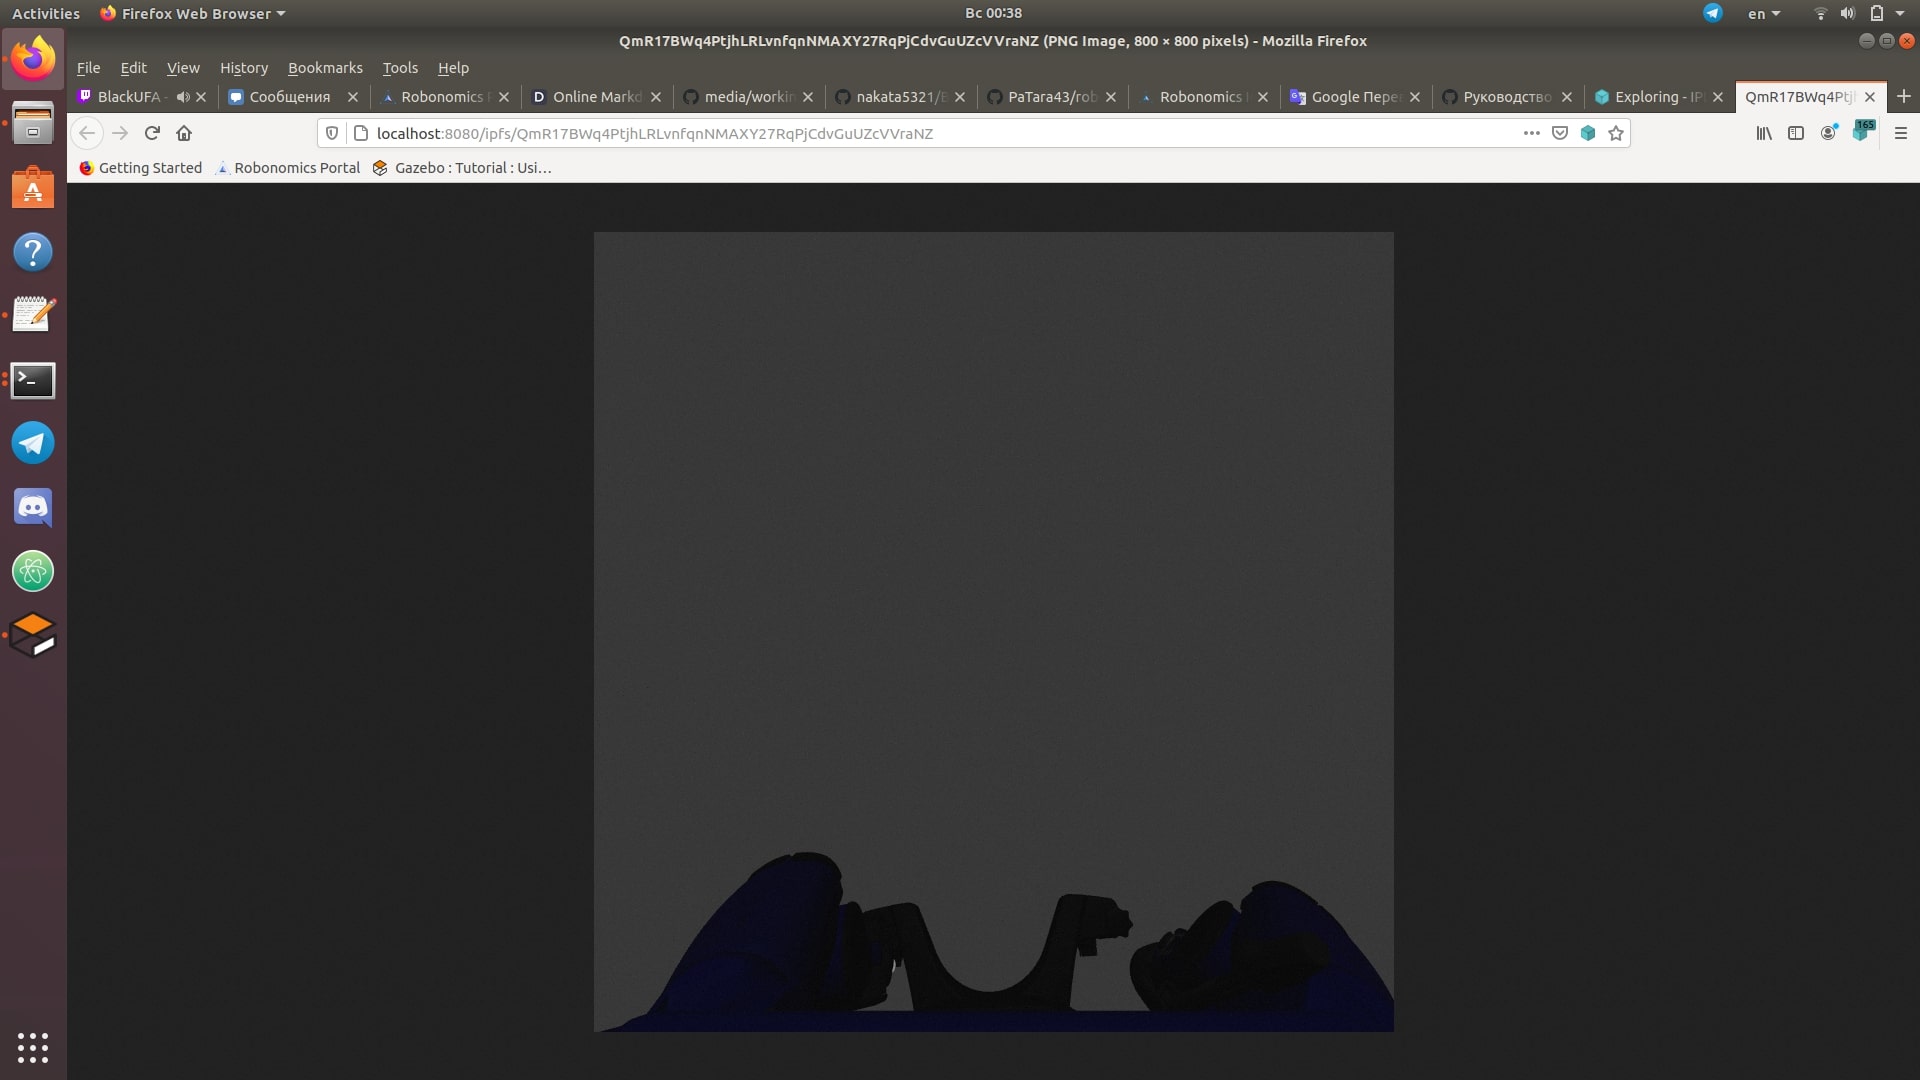 Activities Firefox Web Browser Вс 00:38 en
QmR17BWq4PtjhLRLvnfqnNMAXY27RqPjCdvGuUZcVVraNZ (PNG Image, 800 × 800 pixels) - Mozilla Firefox
File Edit View History Bookmarks Tools Help
BlackUFA - Сообщения Robonomics Online Markd media/workin nakata5321/ PaTara43/rob Robonomics Google Пере Руководство Exploring - IP QmR17BWq4Ptj
localhost:8080/ipfs/QmR17BWq4PtjhLRLvnfqnNMAXY27RqPjCdvGuUZcVVraNZ 165
Getting Started Robonomics Portal Gazebo : Tutorial : Usi...